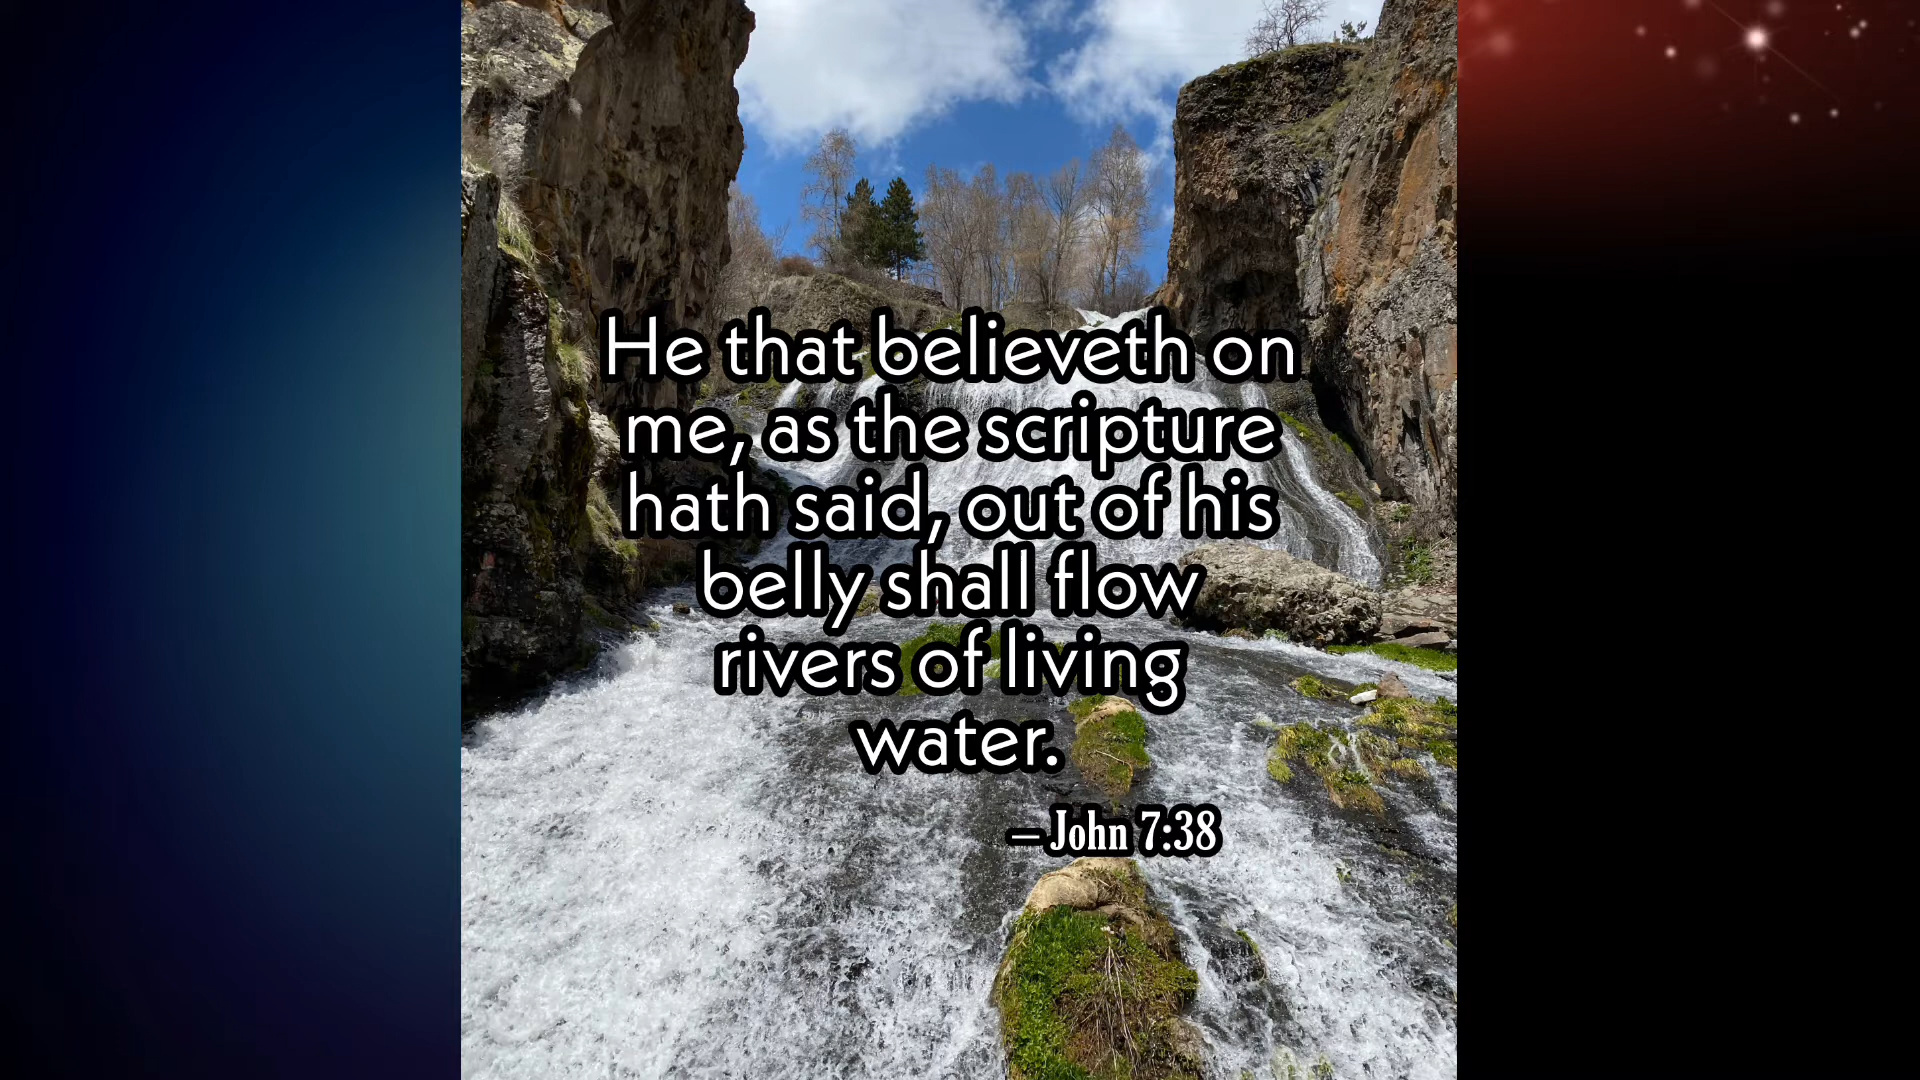 He that believeth on
me, as the scripture
hath said, out of his
belly shall flow
rivers of living
water.
– John 7:38